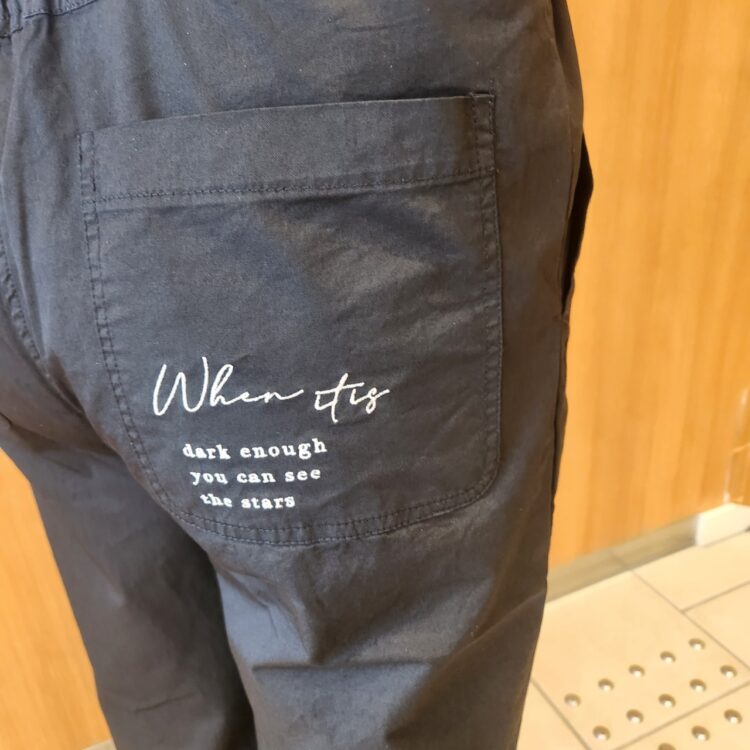 When it is
dark enough
you can see
the stars